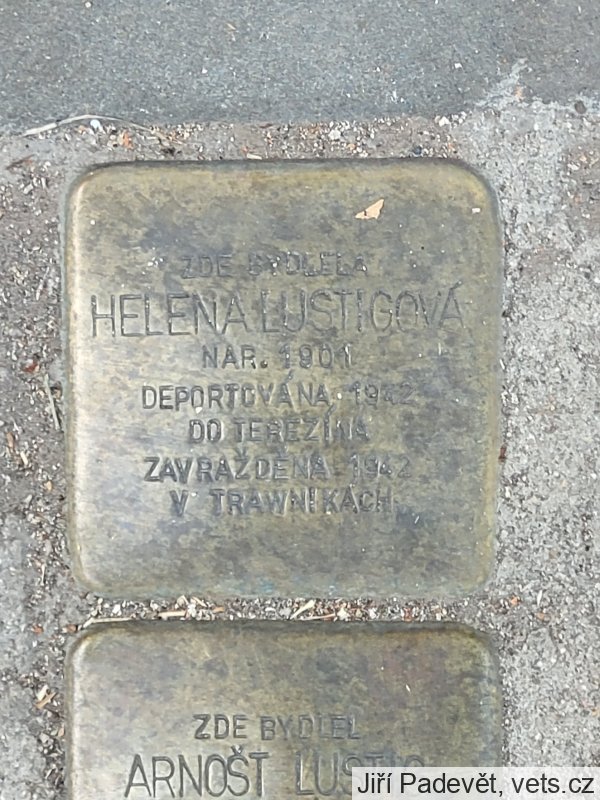 ZDE BYDLELA
HELENA LUSTIGOVÁ
NAR. 1901
DEPORTOVÁNA 1942
DO TEREZÍNA
ZAVRAŽDĚNA 1942
V TRAWNIKÁCH
ZDE BYDLEL
ARNOŠT LUSTIG
Jiří Padevět, vets.cz